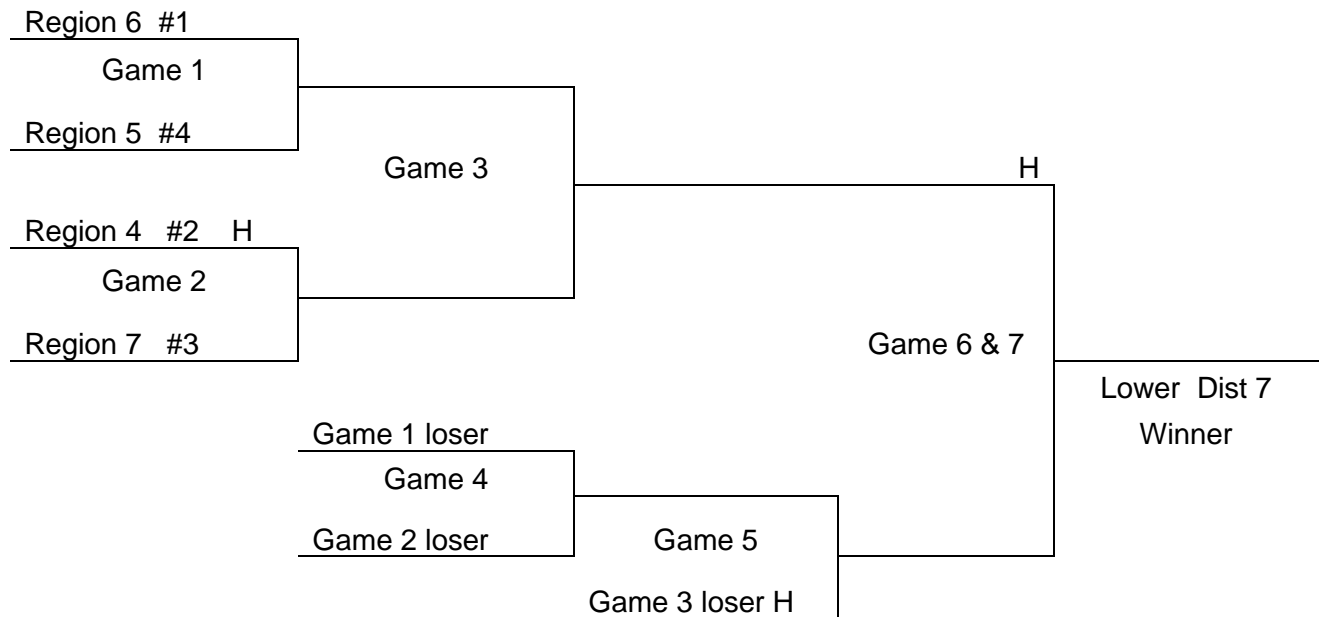 Region 6 #1
Game 1
Region 5 #4
Game 3
H
Region 4 #2 H
Game 2
Region 7 #3
Game 6 & 7
Lower Dist 7
Winner
Game 1 loser
Game 4
Game 2 loser
Game 5
Game 3 loser H